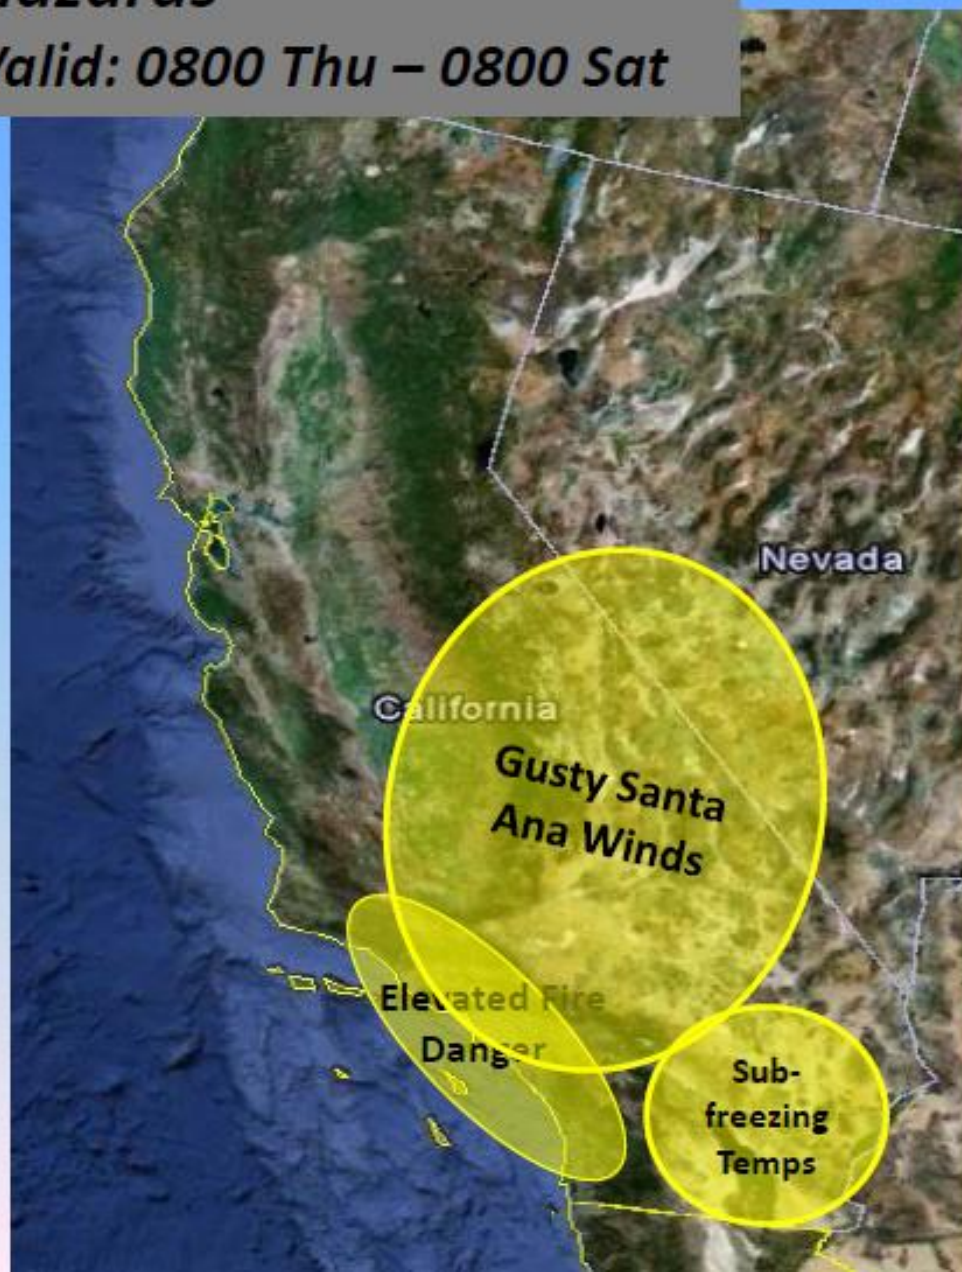 Valid: 0800 Thu – 0800 Sat
Nevada
California
Gusty Santa
Ana Winds
Elevated Fire
Danger
Sub-
freezing
Temps